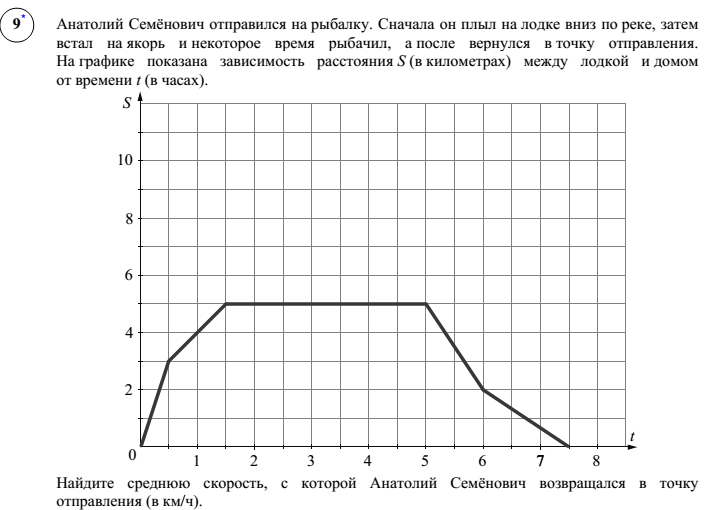 9*
Анатолий Семёнович отправился на рыбалку. Сначала он плыл на лодке вниз по реке, затем
встал на якорь и некоторое время рыбачил, а после вернулся в точку отправления.
На графике показана зависимость расстояния S (в километрах) между лодкой и домом
от времени t (в часах).
S
10
8
6
4
2
0
1 2 3 4 5 6 7 8
t
Найдите среднюю скорость, с которой Анатолий Семёнович возвращался в точку
отправления (в км/ч).